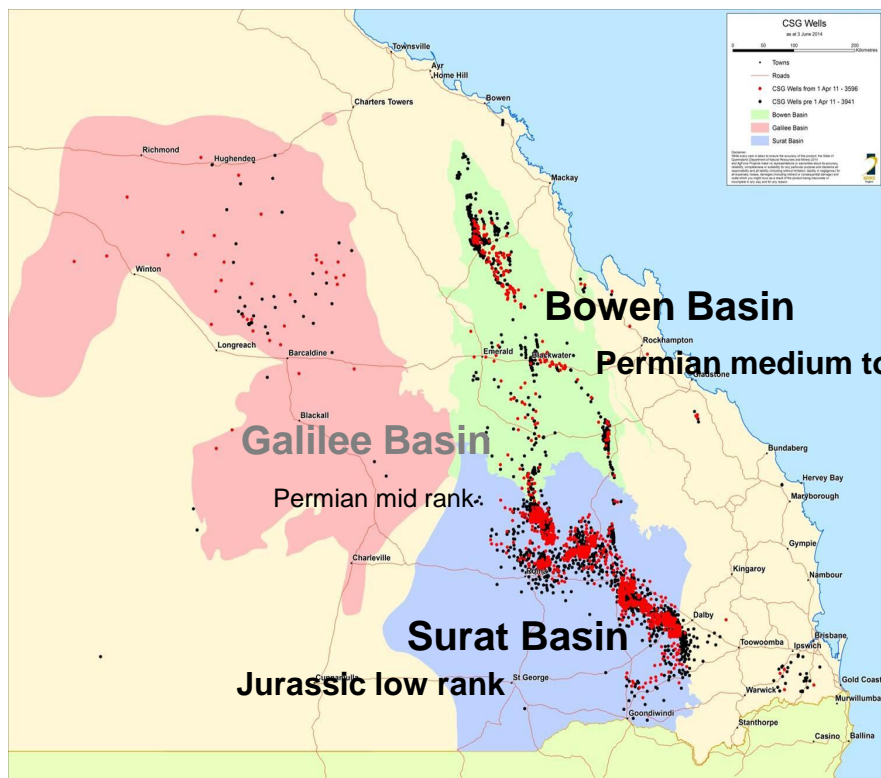 CSG Wells
as at 3 June 2014
0 50 100 200
Kilometres
Towns
Roads
CSG Wells from 1 Apr 11 - 3596
CSG Wells pre 1 Apr 11 - 3941
Bowen Basin
Galilee Basin
Surat Basin
Townsville
Ayr
Home Hill
Bowen
Charters Towers
Richmond
Hughendeg
Mackay
Winton
Bowen Basin
Longreach
Barcaldine
Emerald
Blackwater
Rockhampton
Permian medium to
Gladstone
Blackall
Galilee Basin
Bundaberg
Hervey Bay
Maryborough
Permian mid rank
Gympie
Charleville
Kingaroy
Nambour
Dalby
Surat Basin
Toowoomba
Brisbane
Ipswich
Jurassic low rank
St George
Gold Coast
Warwick
Murwillumba
Goondiwindi
Stanthorpe
Casino
Ballina